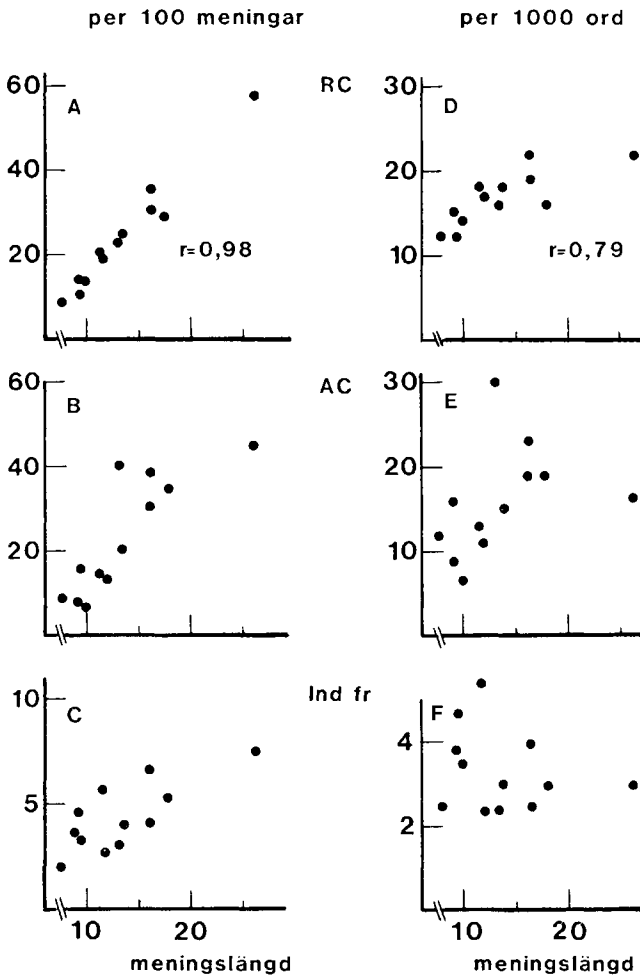 per 100 meningar per 1000 ord
60 RC 30
A D
40 20
20 r=0,98 10 r=0,79
60 AC 30
B E
40 20
20 10
10 Ind fr
C F
4
5
2
10 20 10 20
meningslängd meningslängd